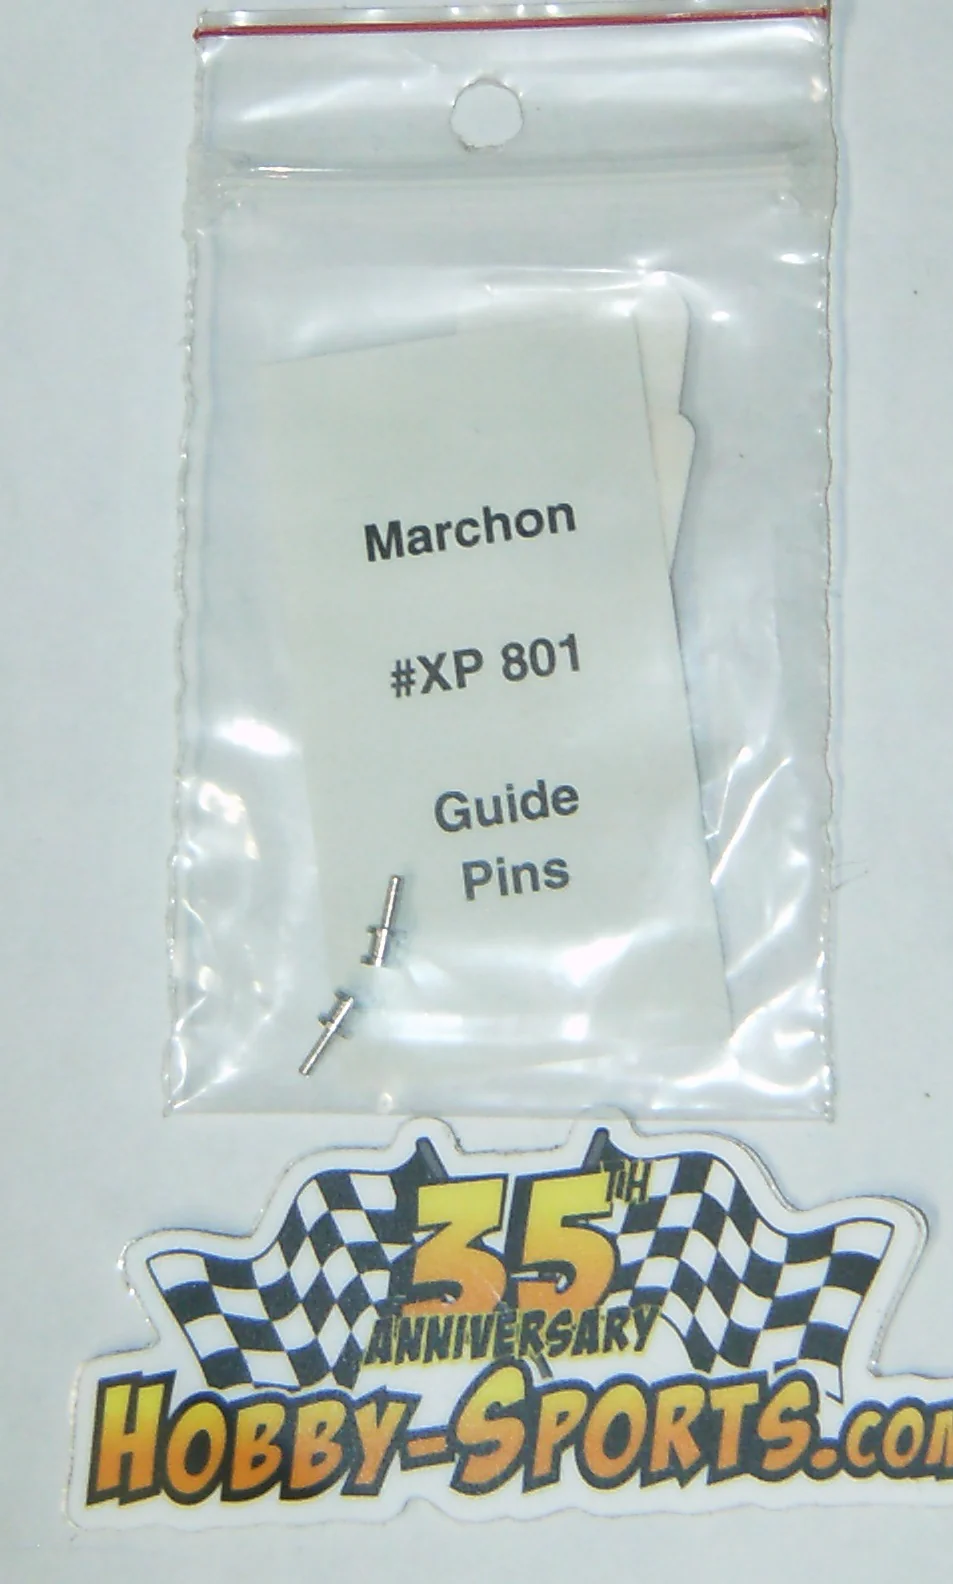 Marchon
#XP 801
Guide
Pins
35TH
ANNIVERSARY
HOBBY-SPORTS.com